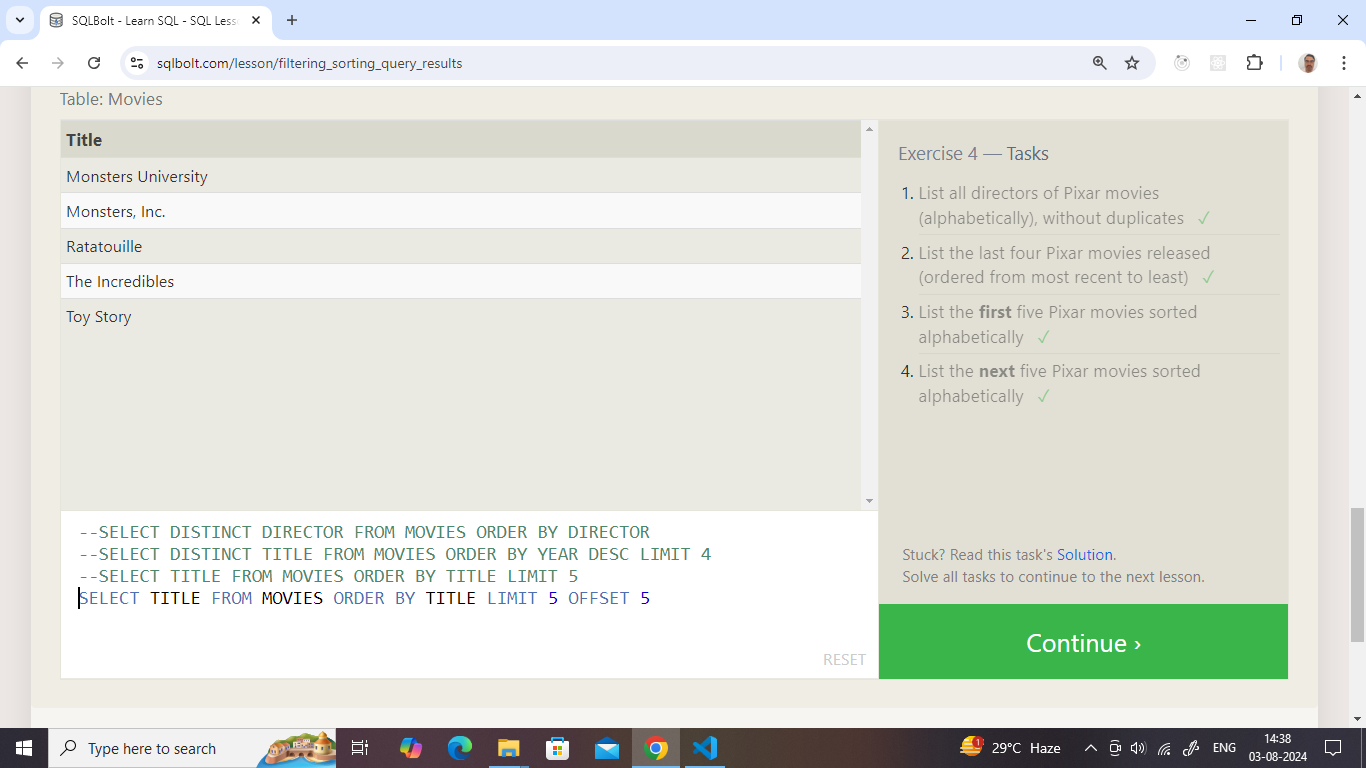 SQLBolt - Learn SQL - SQL Less
sqlbolt.com/lesson/filtering_sorting_query_results
Table: Movies
Title
Monsters University
Monsters, Inc.
Ratatouille
The Incredibles
Toy Story
--SELECT DISTINCT DIRECTOR FROM MOVIES ORDER BY DIRECTOR
--SELECT DISTINCT TITLE FROM MOVIES ORDER BY YEAR DESC LIMIT 4
--SELECT TITLE FROM MOVIES ORDER BY TITLE LIMIT 5
SELECT TITLE FROM MOVIES ORDER BY TITLE LIMIT 5 OFFSET 5
RESET
Exercise 4 — Tasks
1. List all directors of Pixar movies
(alphabetically), without duplicates ✓
2. List the last four Pixar movies released
(ordered from most recent to least) ✓
3. List the first five Pixar movies sorted
alphabetically ✓
4. List the next five Pixar movies sorted
alphabetically ✓
Stuck? Read this task's Solution.
Solve all tasks to continue to the next lesson.
Continue ›
Type here to search
1
29°C Haze
ENG
14:38
03-08-2024